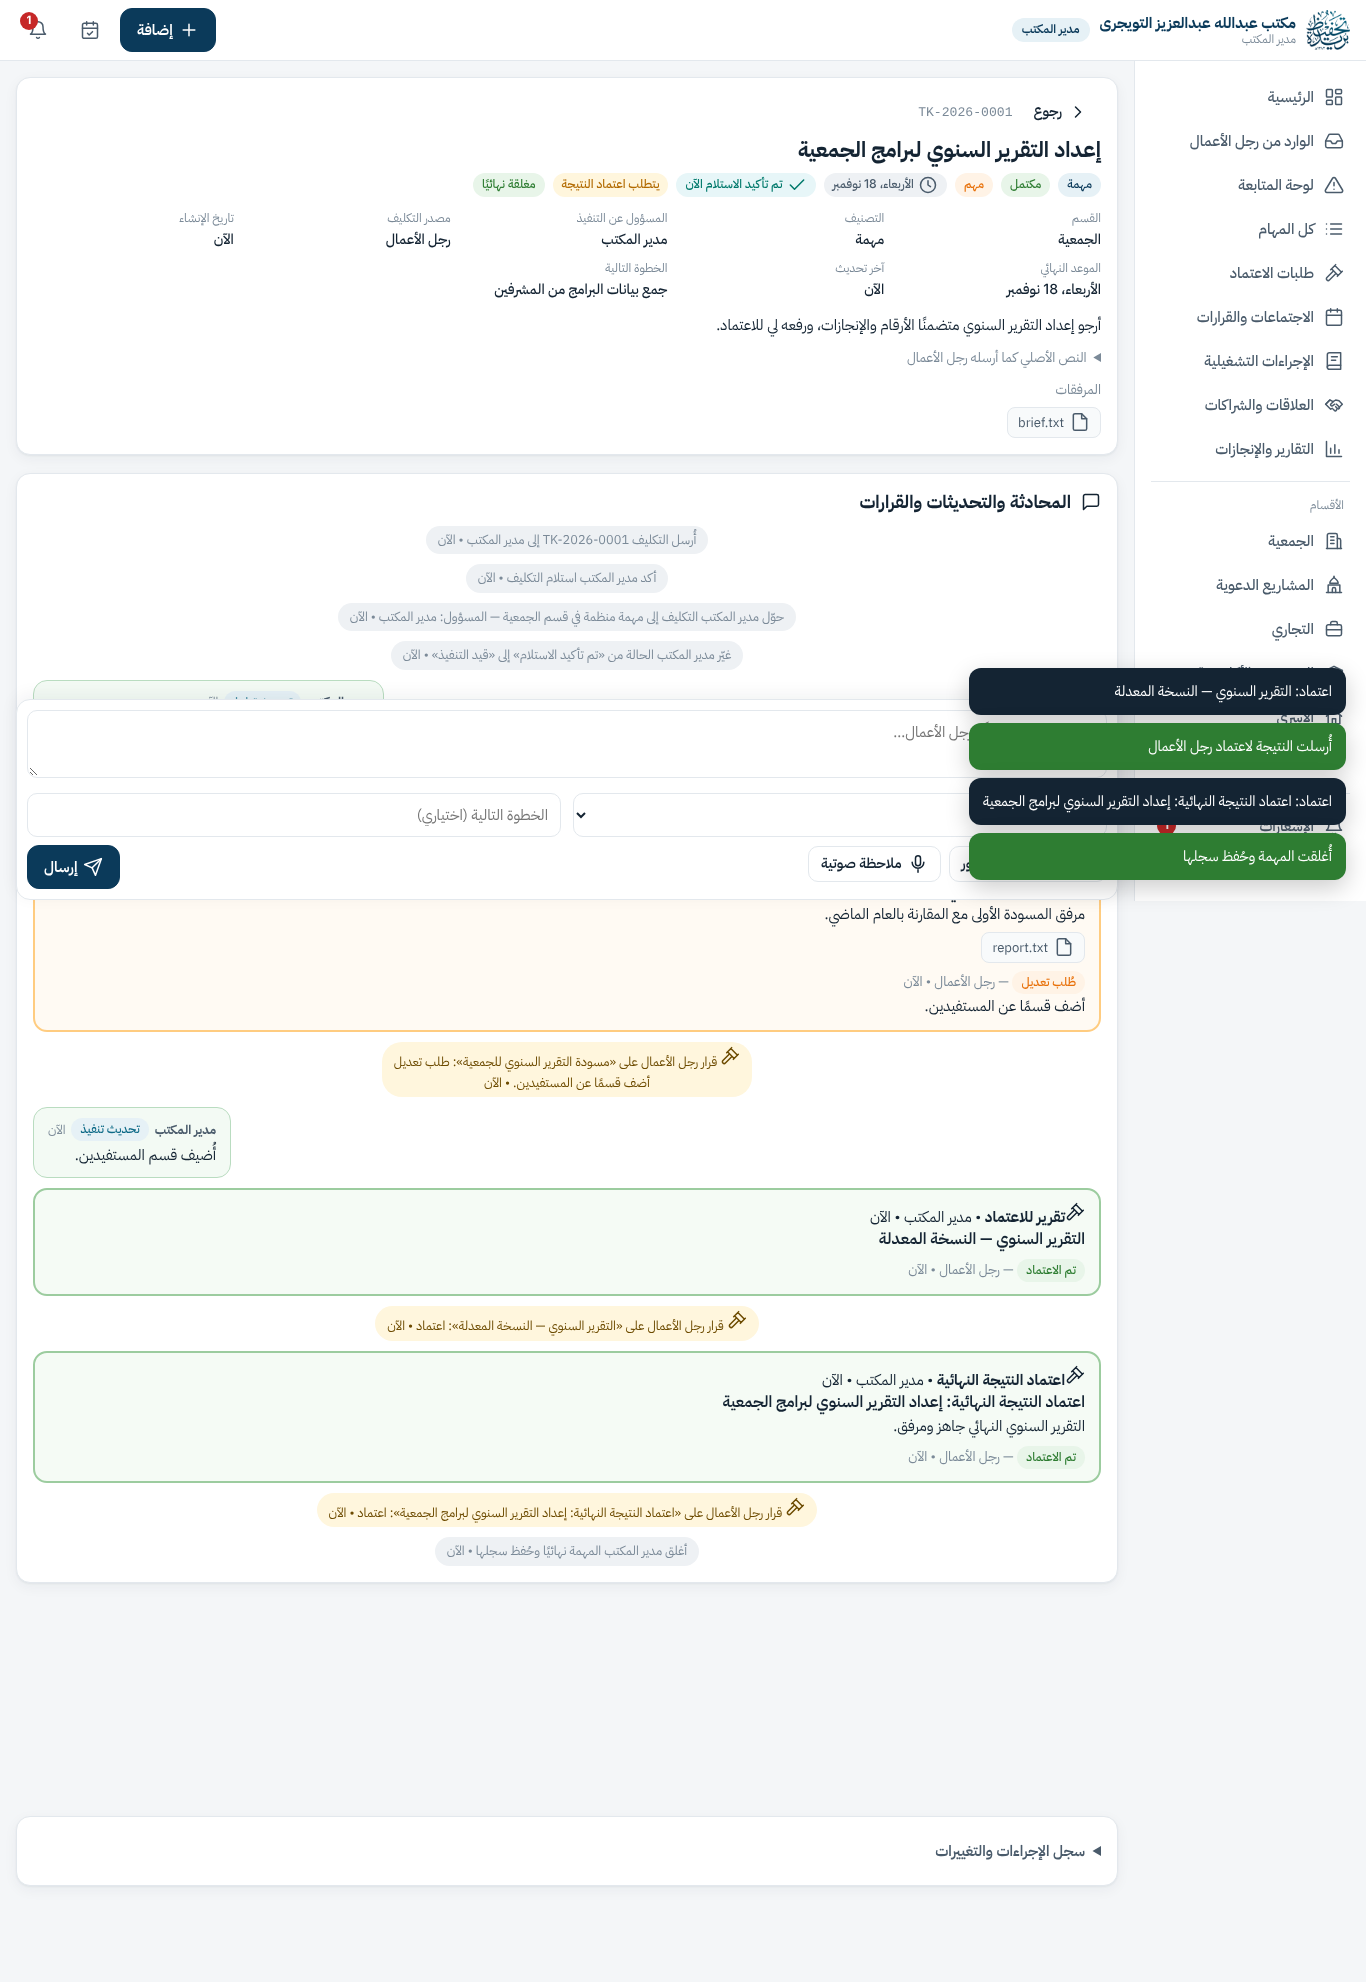 مكتب عبدالله عبدالعزيز التويجري
مدير المكتب
مدير المكتب
إضافة
1
الرئيسية
الوارد من رجل الأعمال
لوحة المتابعة
كل المهام
طلبات الاعتماد
الاجتماعات والقرارات
الإجراءات التشغيلية
العلاقات والشراكات
التقارير والإنجازات
الأقسام
الجمعية
المشاريع الدعوية
التجاري
رجوع TK-2026-0001
إعداد التقرير السنوي لبرامج الجمعية
مهمة مكتمل مهم الأربعاء، 18 نوفمبر تم تأكيد الاستلام الآن يتطلب اعتماد النتيجة مغلقة نهائيًا
القسم التصنيف المسؤول عن التنفيذ مصدر التكليف تاريخ الإنشاء
الجمعية مهمة مدير المكتب رجل الأعمال الآن
الموعد النهائي آخر تحديث الخطوة التالية
الأربعاء، 18 نوفمبر الآن جمع بيانات البرامج من المشرفين
أرجو إعداد التقرير السنوي متضمنًا الأرقام والإنجازات، ورفعه لي للاعتماد.
النص الأصلي كما أرسله رجل الأعمال
المرفقات
brief.txt
المحادثة والتحديثات والقرارات
أُرسل التكليف TK-2026-0001 إلى مدير المكتب • الآن
أكد مدير المكتب استلام التكليف • الآن
حوّل مدير المكتب التكليف إلى مهمة منظمة في قسم الجمعية — المسؤول: مدير المكتب • الآن
غيّر مدير المكتب الحالة من «تم تأكيد الاستلام» إلى «قيد التنفيذ» • الآن
رجل الأعمال...
الخطوة التالية (اختياري)
ملاحظة صوتية
إرسال
اعتماد: التقرير السنوي — النسخة المعدلة
أُرسلت النتيجة لاعتماد رجل الأعمال
اعتماد: اعتماد النتيجة النهائية: إعداد التقرير السنوي لبرامج الجمعية
أُغلقت المهمة وحُفظ سجلها
مرفق المسودة الأولى مع المقارنة بالعام الماضي.
report.txt
طُلب تعديل — رجل الأعمال • الآن
أضف قسمًا عن المستفيدين.
قرار رجل الأعمال على «مسودة التقرير السنوي للجمعية»: طلب تعديل
أضف قسمًا عن المستفيدين. • الآن
مدير المكتب تحديث تنفيذ الآن
أُضيف قسم المستفيدين.
تقرير للاعتماد • مدير المكتب • الآن
التقرير السنوي — النسخة المعدلة
تم الاعتماد — رجل الأعمال • الآن
قرار رجل الأعمال على «التقرير السنوي — النسخة المعدلة»: اعتماد • الآن
اعتماد النتيجة النهائية • مدير المكتب • الآن
اعتماد النتيجة النهائية: إعداد التقرير السنوي لبرامج الجمعية
التقرير السنوي النهائي جاهز ومرفق.
تم الاعتماد — رجل الأعمال • الآن
قرار رجل الأعمال على «اعتماد النتيجة النهائية: إعداد التقرير السنوي لبرامج الجمعية»: اعتماد • الآن
أغلق مدير المكتب المهمة نهائيًا وحُفظ سجلها • الآن
سجل الإجراءات والتغييرات